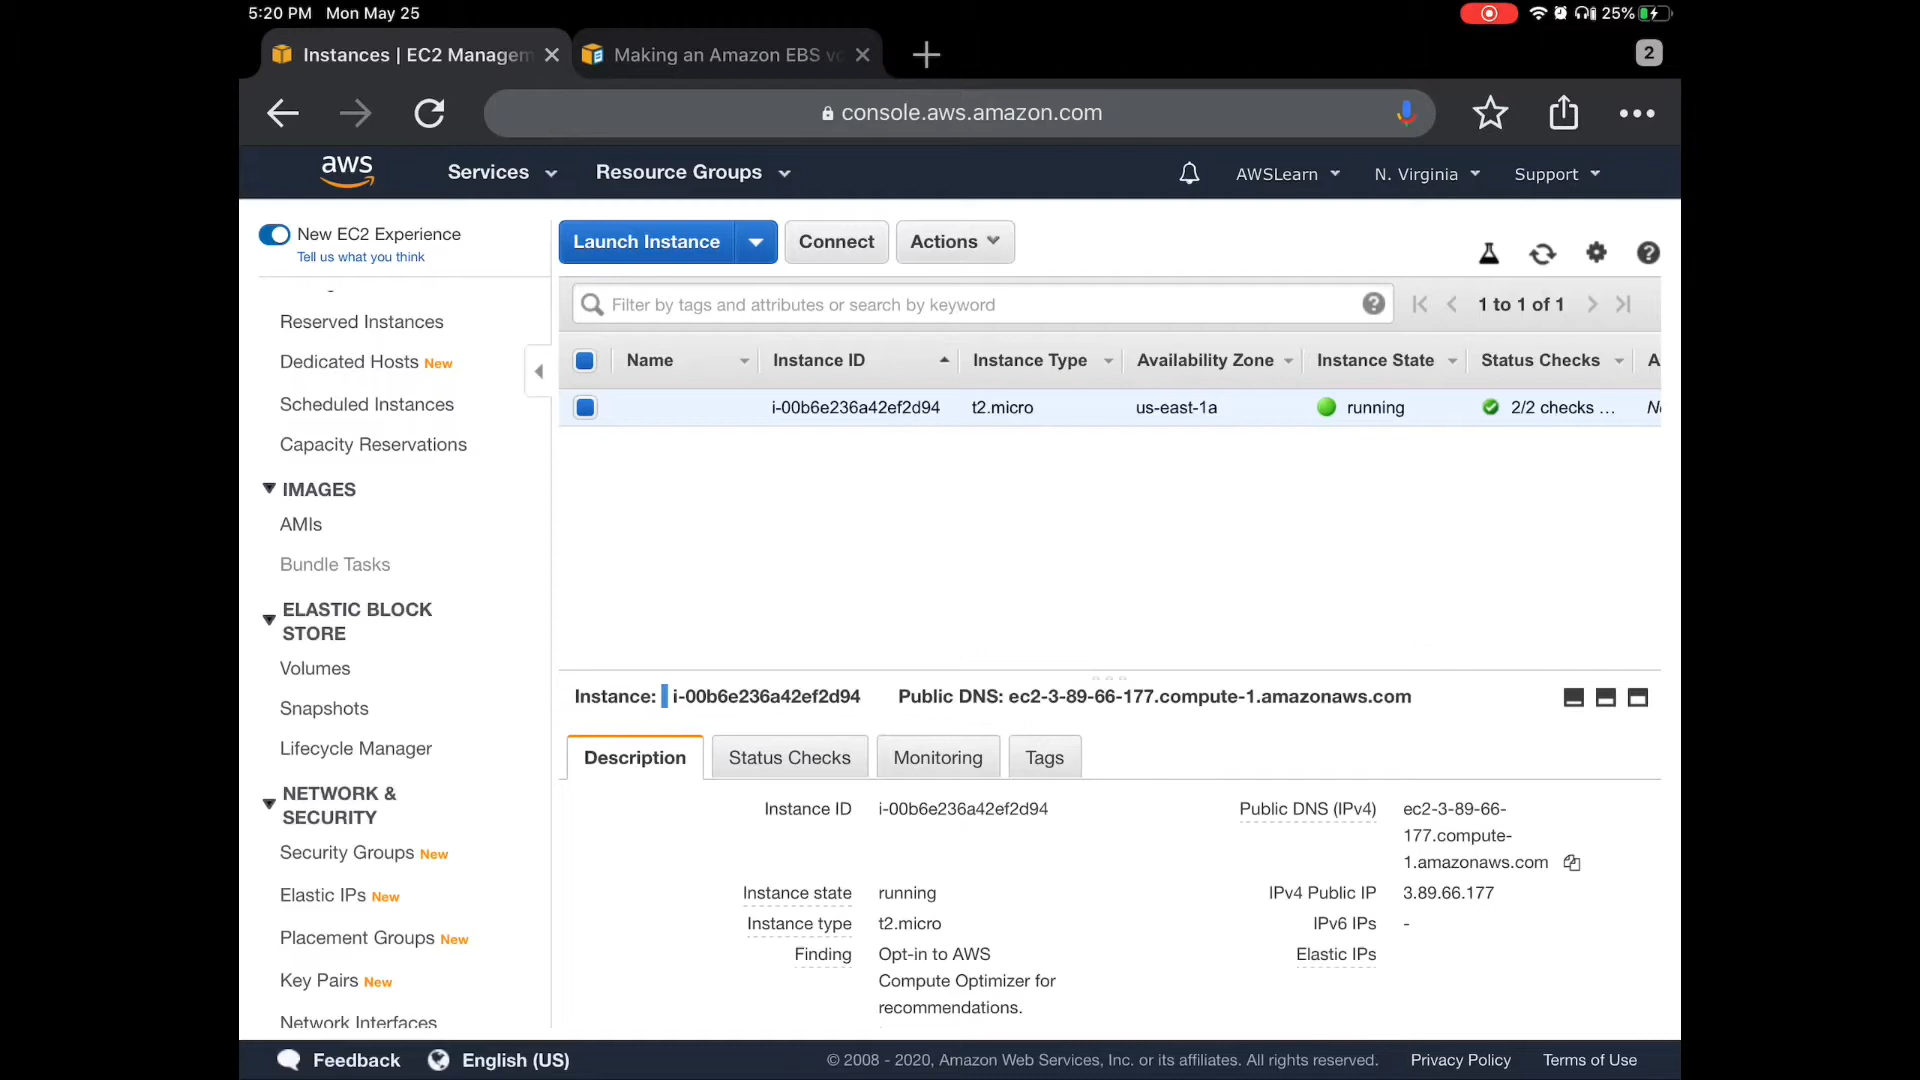 5:20 PM Mon May 25
25%
Instances | EC2 Managem
Making an Amazon EBS vo
2
console.aws.amazon.com
aws
Services
Resource Groups
AWSLearn
N. Virginia
Support
New EC2 Experience
Tell us what you think
Reserved Instances
Dedicated Hosts New
Scheduled Instances
Capacity Reservations
IMAGES
AMIs
Bundle Tasks
ELASTIC BLOCK
STORE
Volumes
Snapshots
Lifecycle Manager
NETWORK &
SECURITY
Security Groups New
Elastic IPs New
Placement Groups New
Key Pairs New
Network Interfaces
Launch Instance
Connect
Actions
Filter by tags and attributes or search by keyword
1 to 1 of 1
Name Instance ID Instance Type Availability Zone Instance State Status Checks A
i-00b6e236a42ef2d94 t2.micro us-east-1a running 2/2 checks … N
Instance: i-00b6e236a42ef2d94 Public DNS: ec2-3-89-66-177.compute-1.amazonaws.com
Description Status Checks Monitoring Tags
Instance ID i-00b6e236a42ef2d94
Public DNS (IPv4) ec2-3-89-66-
177.compute-
1.amazonaws.com
Instance state running
IPv4 Public IP 3.89.66.177
Instance type t2.micro
IPv6 IPs -
Finding Opt-in to AWS
Compute Optimizer for
recommendations.
Elastic IPs
Feedback
English (US)
© 2008 - 2020, Amazon Web Services, Inc. or its affiliates. All rights reserved.
Privacy Policy
Terms of Use